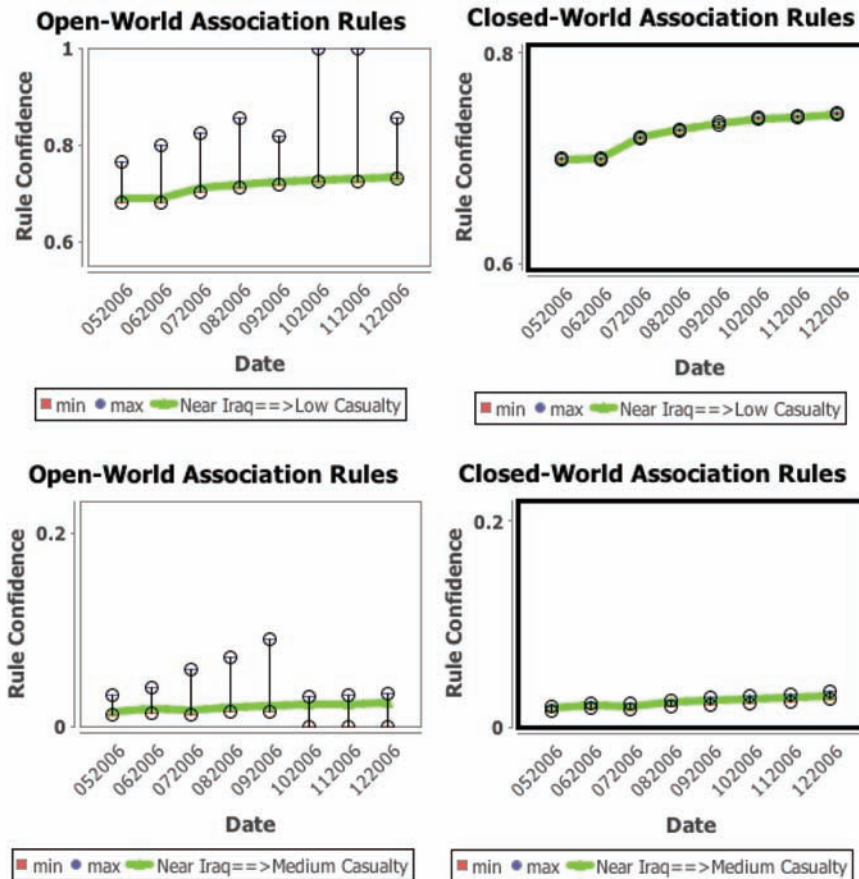 Open-World Association Rules
Rule Confidence
1
0.8
0.6
052006 062006 072006 082006 092006 102006 112006 122006
Date
min max Near Iraq==>Low Casualty
Closed-World Association Rules
Rule Confidence
0.8
0.6
052006 062006 072006 082006 092006 102006 112006 122006
Date
min max Near Iraq==>Low Casualty
Open-World Association Rules
Rule Confidence
0.2
0
052006 062006 072006 082006 092006 102006 112006 122006
Date
min max Near Iraq==>Medium Casualty
Closed-World Association Rules
Rule Confidence
0.2
0
052006 062006 072006 082006 092006 102006 112006 122006
Date
min max Near Iraq==>Medium Casualty